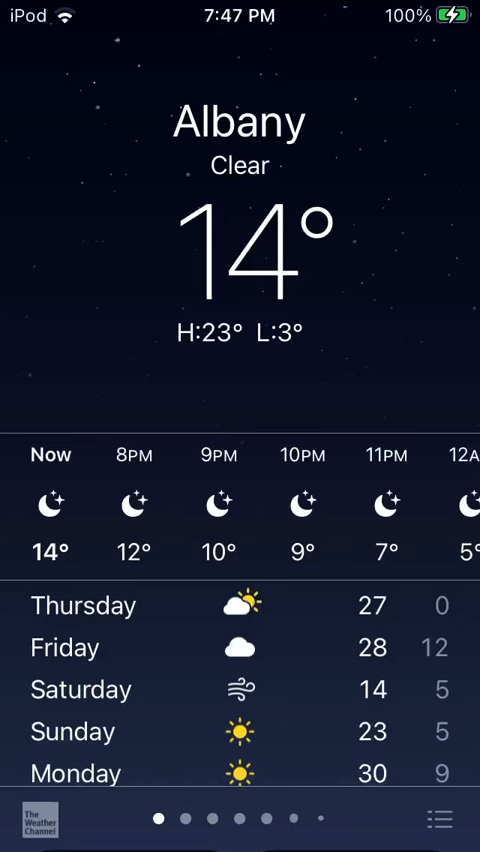 iPod 7:47 PM 100%
Albany
Clear
14°
H:23° L:3°
Now 8PM 9PM 10PM 11PM 12A
14° 12° 10° 9° 7° 5°
Thursday 27 0
Friday 28 12
Saturday 14 5
Sunday 23 5
Monday 30 9
The
Weather
Channel